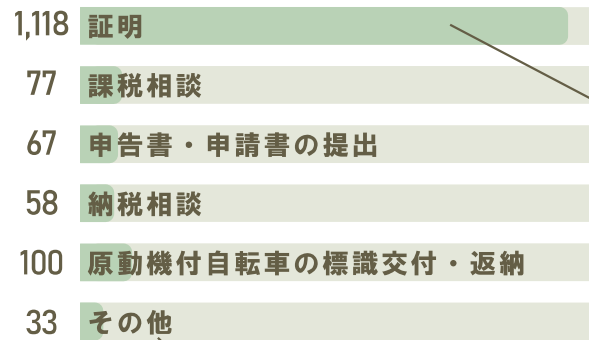 1,118 証明
77 課税相談
67 申告書・申請書の提出
58 納税相談
100 原動機付自転車の標識交付・返納
33 その他